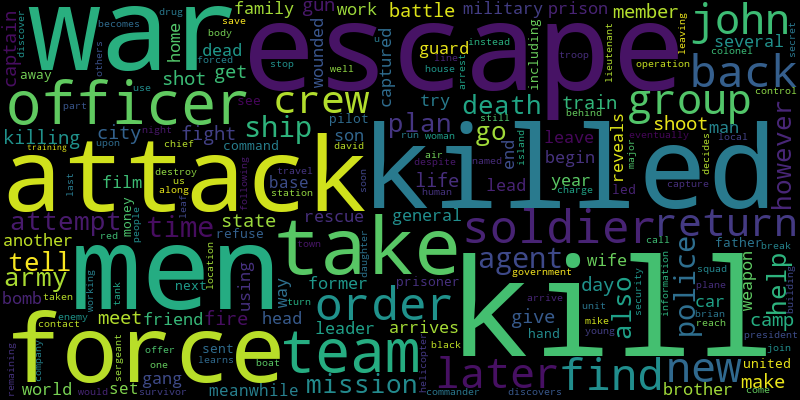 captain
discover
others
becomes
war
drug
use
home
body
forced
save
family
dead
shot
get
gun
stop
work
well
escape
wounded
captured
battle
line
house
guard
military
arrest
prison
instead
including
troop
lieutenant
member
operation
john
several
colonel
leaving
secret
back
control
away
part
officer
see
crew
try
death
train
behind
group
killing
city
night
training
upon
fight
chief
command
ship
pilot
son
david
plan
run
still
woman
go
end
island
leave
begin
reveals
shoot
major
man
local
decides
eventually
however
attack
killed
last
film
destroy
us
along
leaf
following
base
station
travel
soon
air
despite
human
life
named
lead
year
charge
led
capture
attempt
money
people
time
state
rescue
refuse
general
soldier
return
another
red
town
daughter
take
tell
men
location
using
way
former
prisoner
agent
wife
call
father
break
army
bomb
taken
working
tank
next
turn
order
government
arrive
day
also
security
information
police
squad
plane
weapon
help
building
contact
enemy
meet
friend
fire
head
leader
arrives
give
hand
unit
mike
young
car
brian
reach
camp
president
join
force
sergeant
offer
one
sent
learns
boat
team
black
helicopter
kill
remaining
company
world
set
gang
would
survivor
meanwhile
mission
commander
later
discovers
find
new
brother
united
make
come